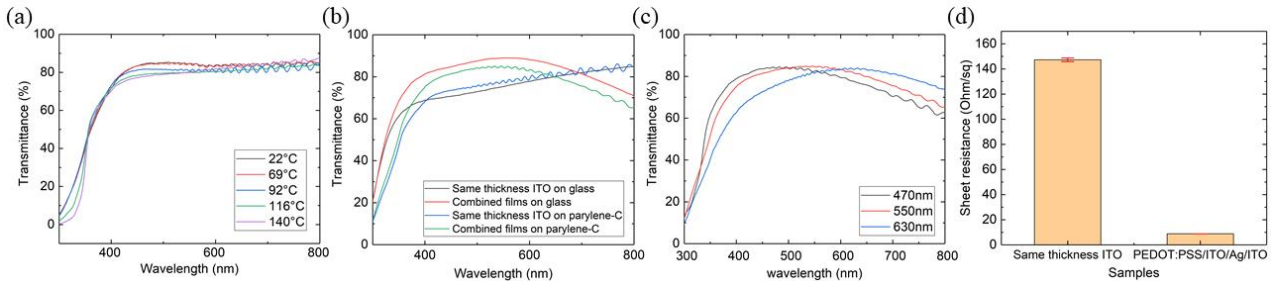 (a)
100
80
60
40
20
0
Transmittance (%)
400
600
800
Wavelength (nm)
22°C
69°C
92°C
116°C
140°C
(b)
100
80
60
40
20
0
Transmittance (%)
400
600
800
wavelength (nm)
Same thickness ITO on glass
Combined films on glass
Same thickness ITO on parylene-C
Combined films on parylene-C
(c)
100
80
60
40
20
0
Transmittance (%)
300
400
500
600
700
800
wavelength (nm)
470nm
550nm
630nm
(d)
160
140
120
100
80
60
40
20
0
Sheet resistance (Ohm/sq)
Same thickness ITO
PEDOT:PSS/ITO/Ag/ITO
Samples